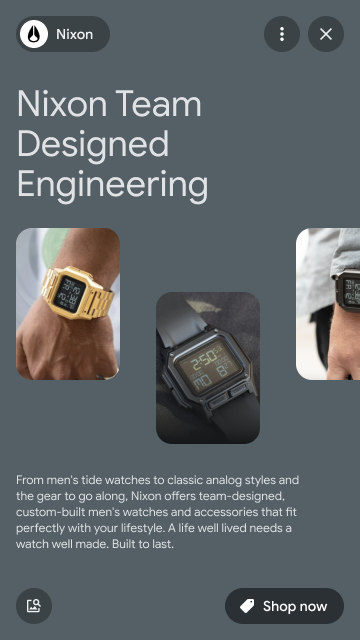 Nixon
Nixon Team
Designed
Engineering
2:50
From men's tide watches to classic analog styles and
the gear to go along, Nixon offers team-designed,
custom-built men's watches and accessories that fit
perfectly with your lifestyle. A life well lived needs a
watch well made. Built to last.
Shop now